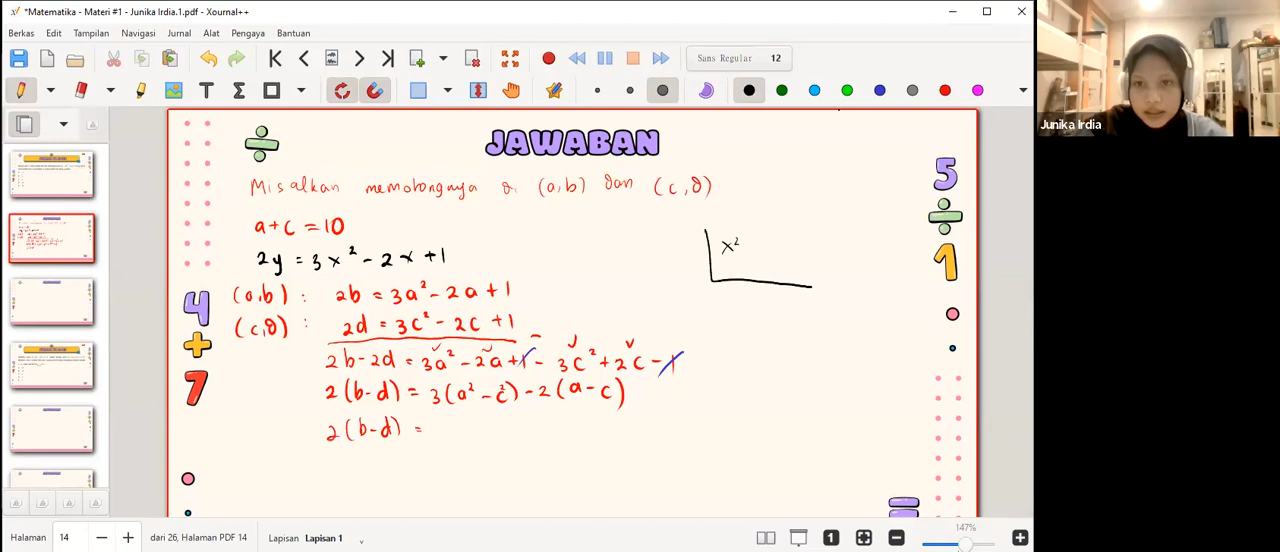 *Matematika - Materi #1 - Junika Irdia.1.pdf - Xournal++
Berkas Edit Tampilan Navigasi Jurnal Alat Pengaya Bantuan
Sans Regular 12
Junika Irdia
JAWABAN
Misalkan memotongnya di (a,b) dan (c,d)
a+c = 10
2y = 3x² - 2x + 1
x²
(a,b) : 2b = 3a² - 2a + 1
(c,d) : 2d = 3c² - 2c + 1
2b - 2d = 3a² - 2a + 1 - 3c² + 2c - 1
2(b-d) = 3(a² - c²) - 2(a - c)
2(b-d) =
4
+
7
5
÷
1
=
Halaman 14 dari 26, Halaman PDF 14 Lapisan Lapisan 1 147%